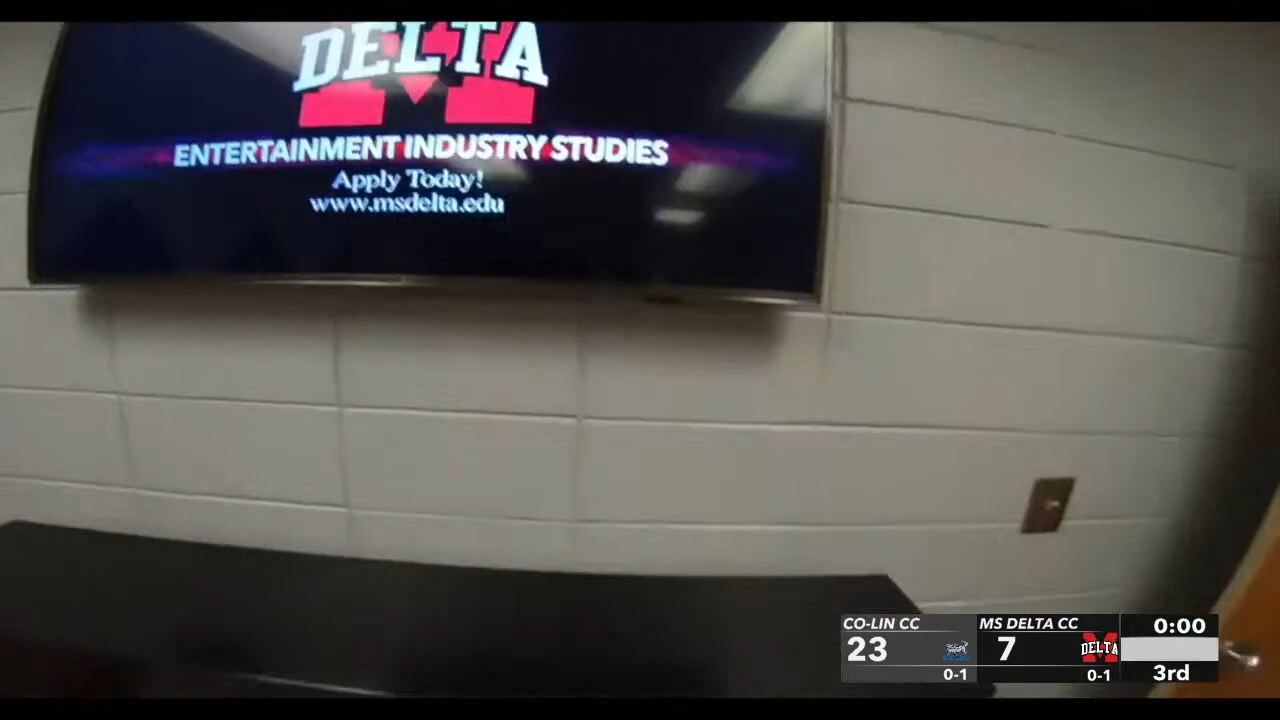 DELTA
ENTERTAINMENT INDUSTRY STUDIES
Apply Today!
www.msdelta.edu
CO-LIN CC
23
0-1
MS DELTA CC
7
DELTA
0-1
0:00
3rd